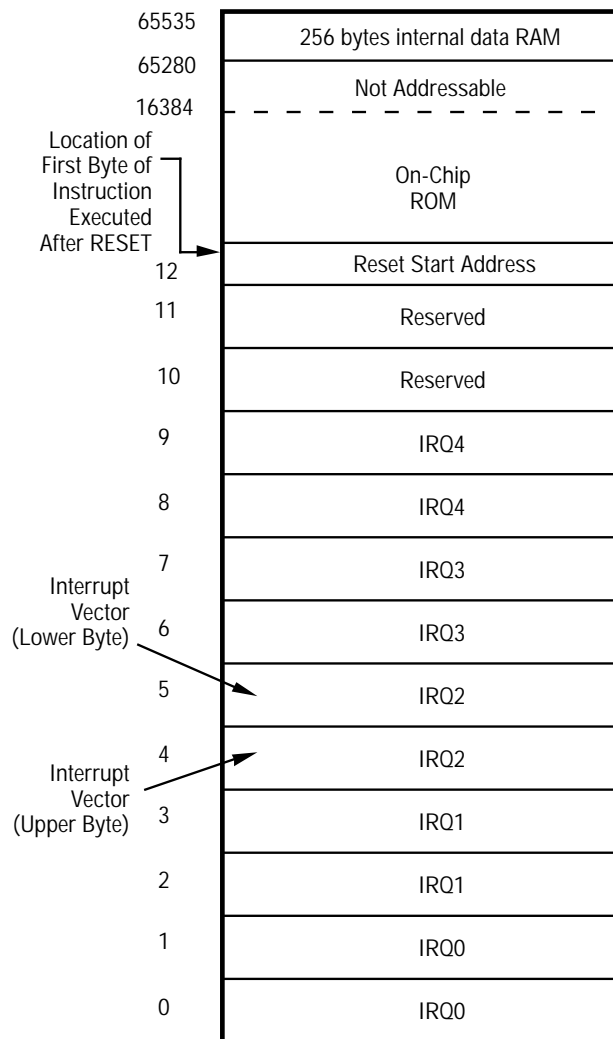 65535
256 bytes internal data RAM
65280
Not Addressable
16384
Location of
First Byte of
Instruction
Executed
After RESET
On-Chip
ROM
12
Reset Start Address
11
Reserved
10
Reserved
9
IRQ4
8
IRQ4
7
IRQ3
Interrupt
Vector
(Lower Byte)
6
IRQ3
5
IRQ2
4
IRQ2
Interrupt
Vector
(Upper Byte)
3
IRQ1
2
IRQ1
1
IRQ0
0
IRQ0